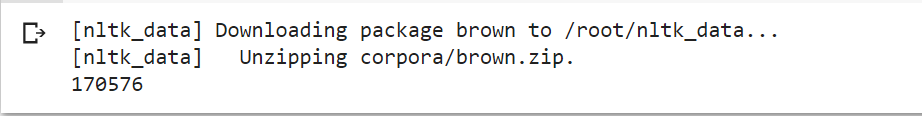 [nltk_data] Downloading package brown to /root/nltk_data...
[nltk_data]   Unzipping corpora/brown.zip.
170576